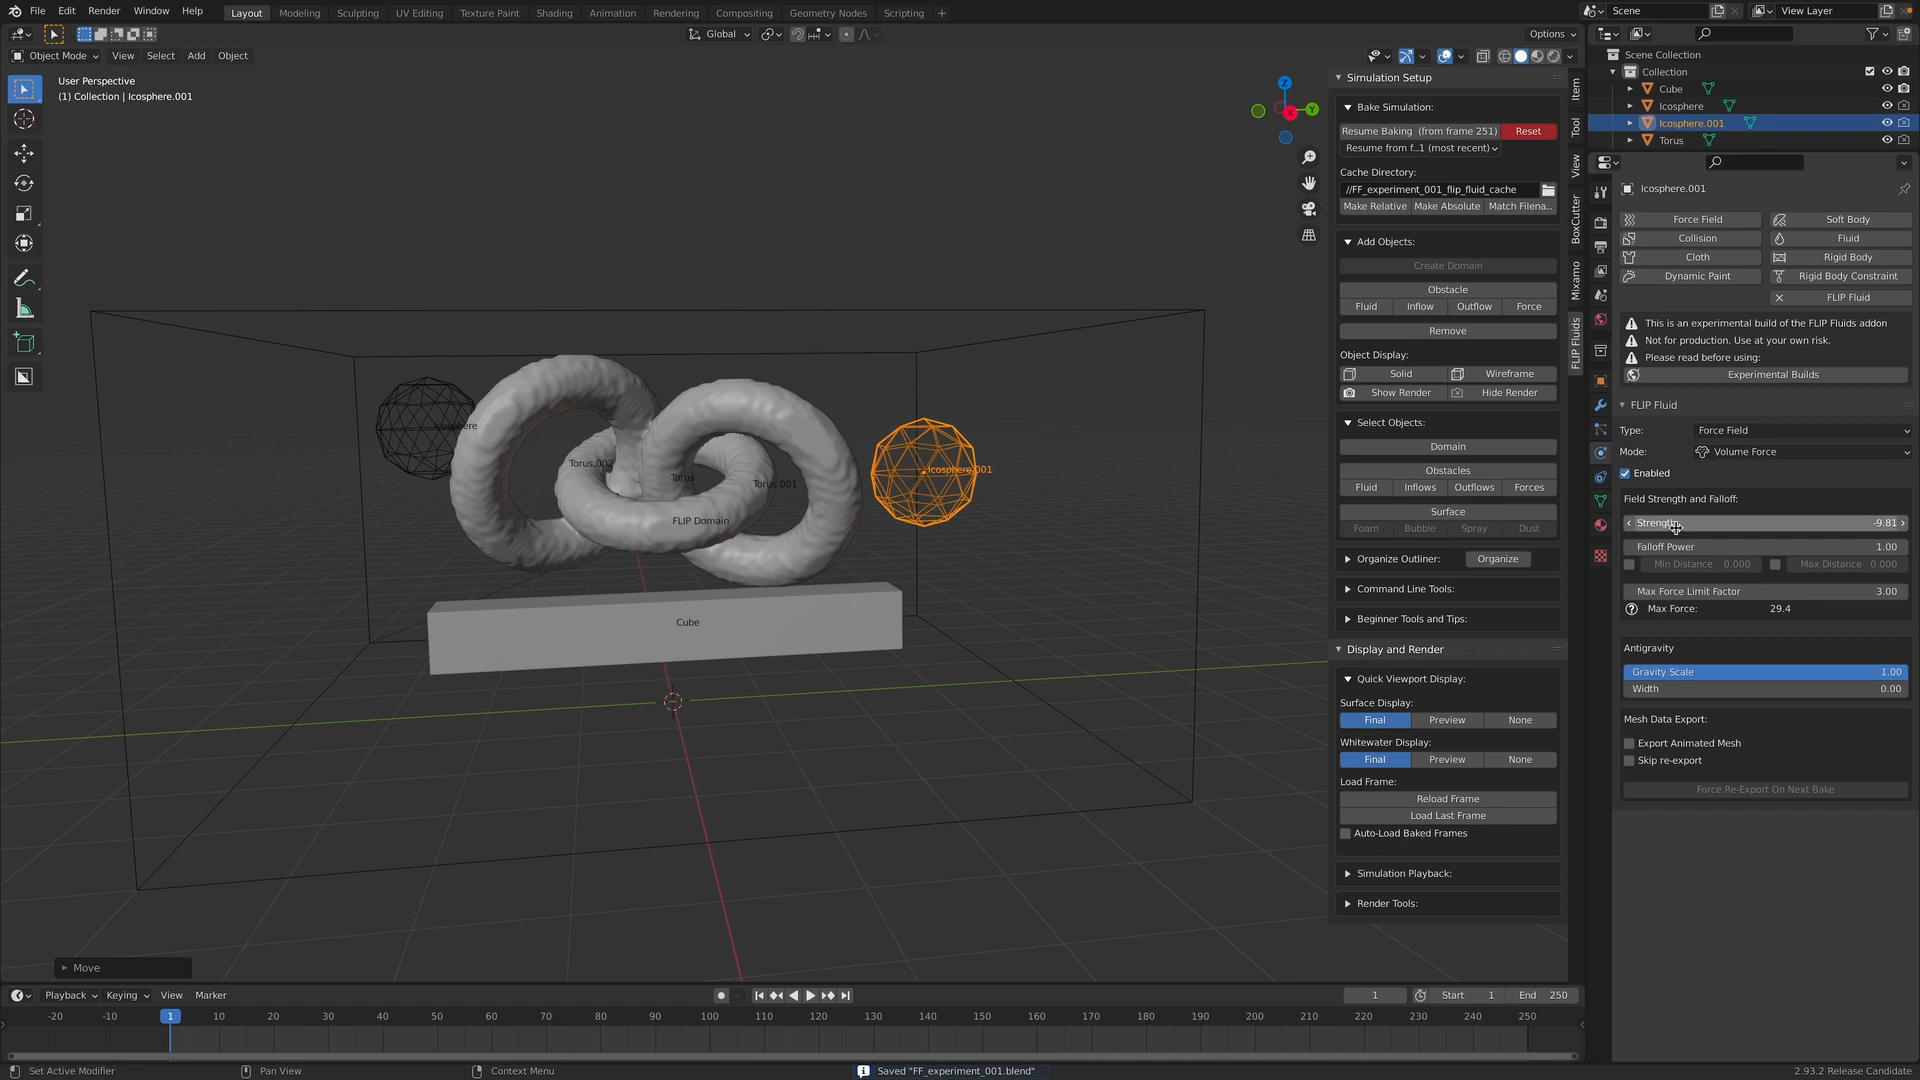 File Edit Render Window Help Layout Modeling Sculpting UV Editing Texture Paint Shading Animation Rendering Compositing Geometry Nodes Scripting + Scene View Layer
Global Options
Object Mode View Select Add Object
User Perspective
(1) Collection | Icosphere.001
Z
Y
X
Icosphere
Torus.002
Torus
Torus.001
Icosphere.001
FLIP Domain
Cube
Move
Simulation Setup
Bake Simulation:
Resume Baking (from frame 251) Reset
Resume from f...1 (most recent)
Cache Directory:
//FF_experiment_001_flip_fluid_cache
Make Relative Make Absolute Match Filena...
Add Objects:
Create Domain
Obstacle
Fluid Inflow Outflow Force
Remove
Object Display:
Solid Wireframe
Show Render Hide Render
Select Objects:
Domain
Obstacles
Fluid Inflows Outflows Forces
Surface
Foam Bubble Spray Dust
Organize Outliner: Organize
Command Line Tools:
Beginner Tools and Tips:
Display and Render
Quick Viewport Display:
Surface Display:
Final Preview None
Whitewater Display:
Final Preview None
Load Frame:
Reload Frame
Load Last Frame
Auto-Load Baked Frames
Simulation Playback:
Render Tools:
Item
Tool
View
BoxCutter
Mixamo
FLIP Fluids
Scene Collection
Collection
Cube
Icosphere
Icosphere.001
Torus
Icosphere.001
Force Field Soft Body
Collision Fluid
Cloth Rigid Body
Dynamic Paint Rigid Body Constraint
FLIP Fluid
This is an experimental build of the FLIP Fluids addon
Not for production. Use at your own risk.
Please read before using:
Experimental Builds
FLIP Fluid
Type: Force Field
Mode: Volume Force
Enabled
Field Strength and Falloff:
Strength -9.81
Falloff Power 1.00
Min Distance 0.000 Max Distance 0.000
Max Force Limit Factor 3.00
Max Force: 29.4
Antigravity
Gravity Scale 1.00
Width 0.00
Mesh Data Export:
Export Animated Mesh
Skip re-export
Force Re-Export On Next Bake
Playback Keying View Marker 1 Start 1 End 250
-20 -10 1 10 20 30 40 50 60 70 80 90 100 110 120 130 140 150 160 170 180 190 200 210 220 230 240 250
Set Active Modifier Pan View Context Menu Saved "FF_experiment_001.blend" 2.93.2 Release Candidate